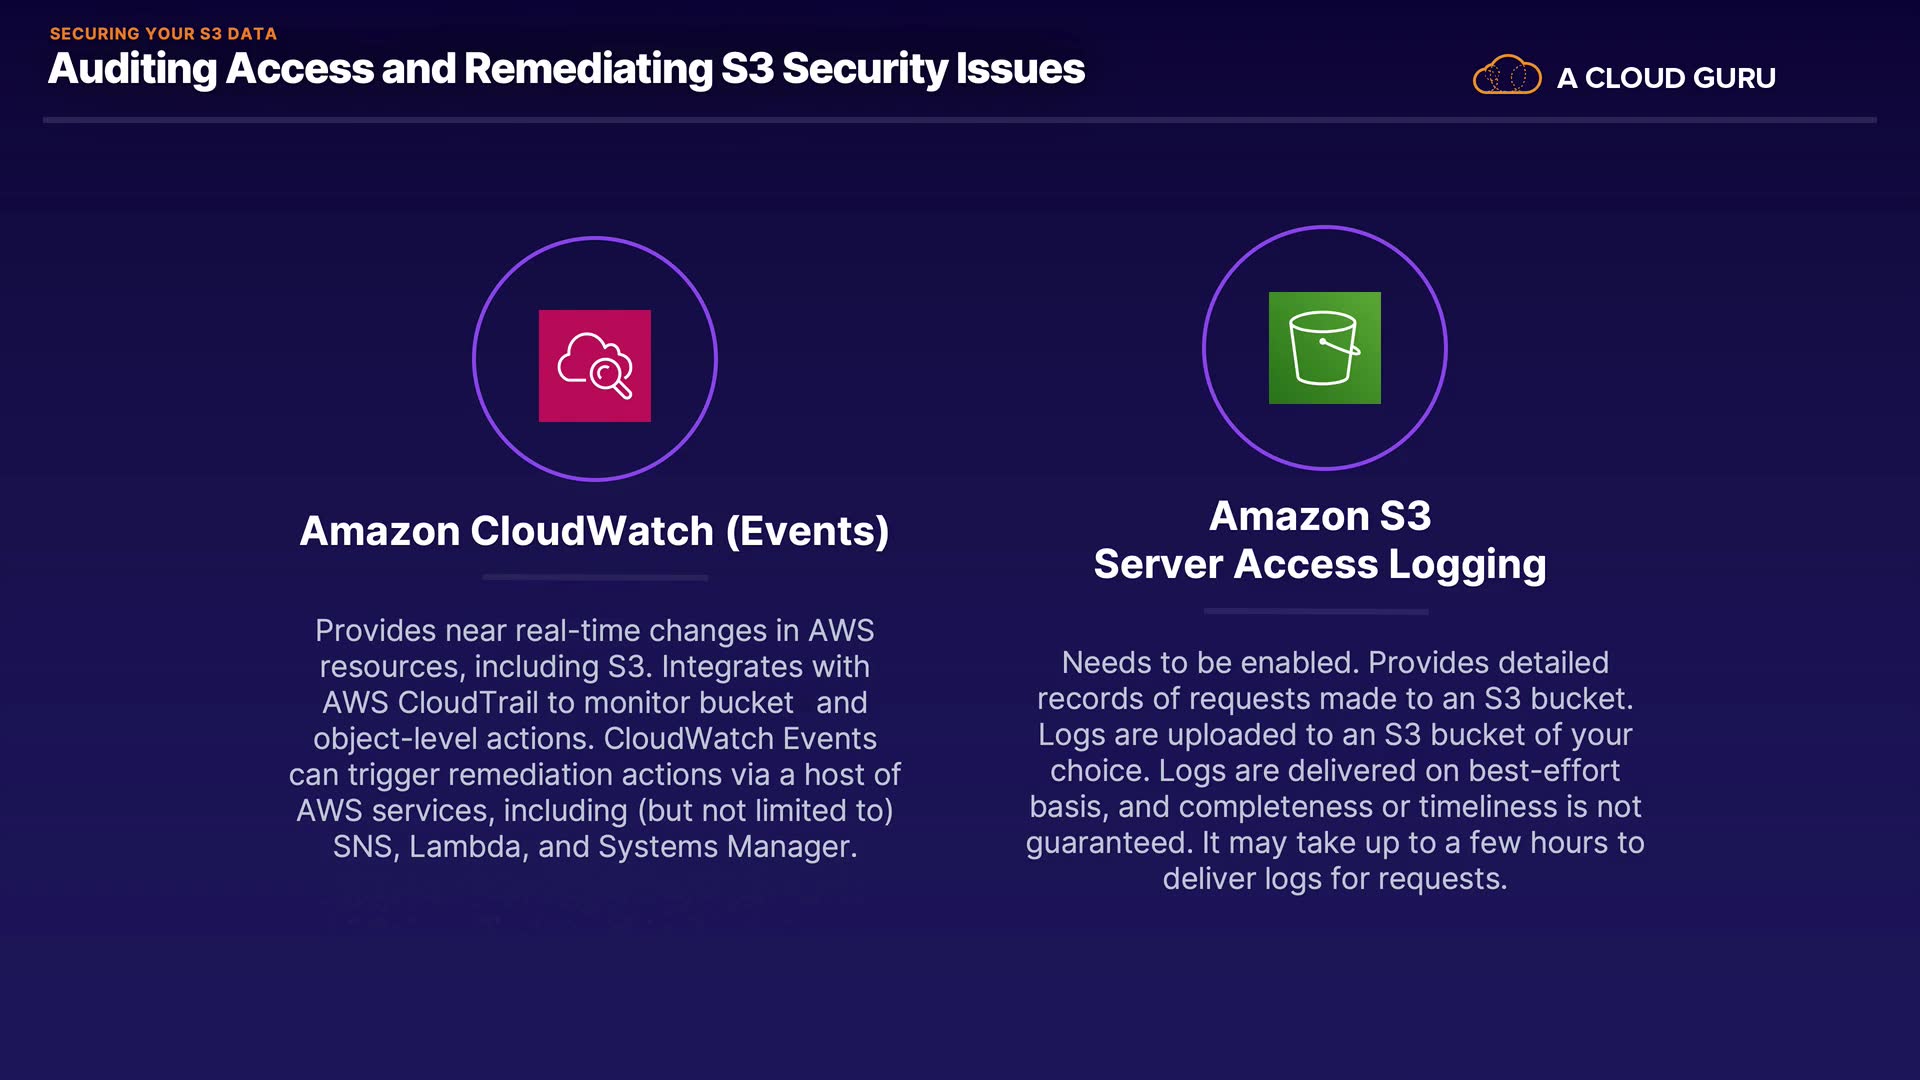 SECURING YOUR S3 DATA
Auditing Access and Remediating S3 Security Issues
A CLOUD GURU
Amazon CloudWatch (Events)
Provides near real-time changes in AWS
resources, including S3. Integrates with
AWS CloudTrail to monitor bucket and
object-level actions. CloudWatch Events
can trigger remediation actions via a host of
AWS services, including (but not limited to)
SNS, Lambda, and Systems Manager.
Amazon S3
Server Access Logging
Needs to be enabled. Provides detailed
records of requests made to an S3 bucket.
Logs are uploaded to an S3 bucket of your
choice. Logs are delivered on best-effort
basis, and completeness or timeliness is not
guaranteed. It may take up to a few hours to
deliver logs for requests.